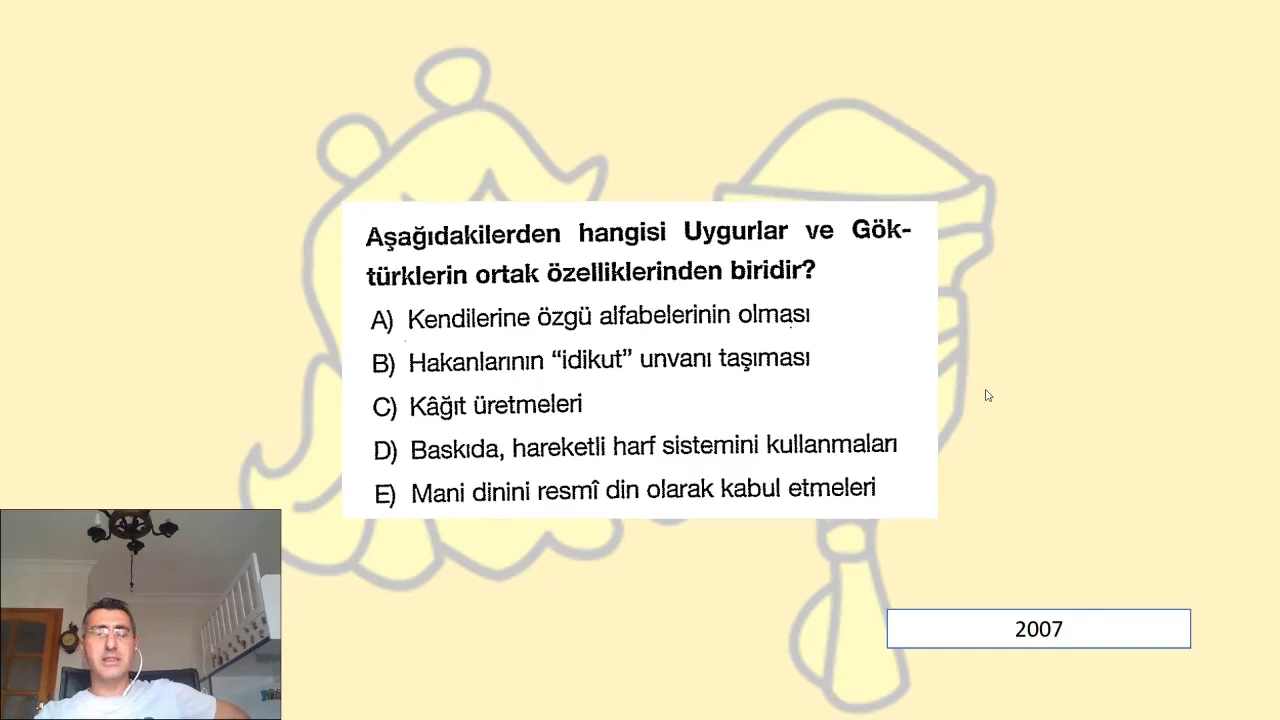 Aşağıdakilerden hangisi Uygurlar ve Gök-
türklerin ortak özelliklerinden biridir?
A) Kendilerine özgü alfabelerinin olması
B) Hakanlarının “idikut” unvanı taşıması
C) Kâğıt üretmeleri
D) Baskıda, hareketli harf sistemini kullanmaları
E) Mani dinini resmî din olarak kabul etmeleri
2007